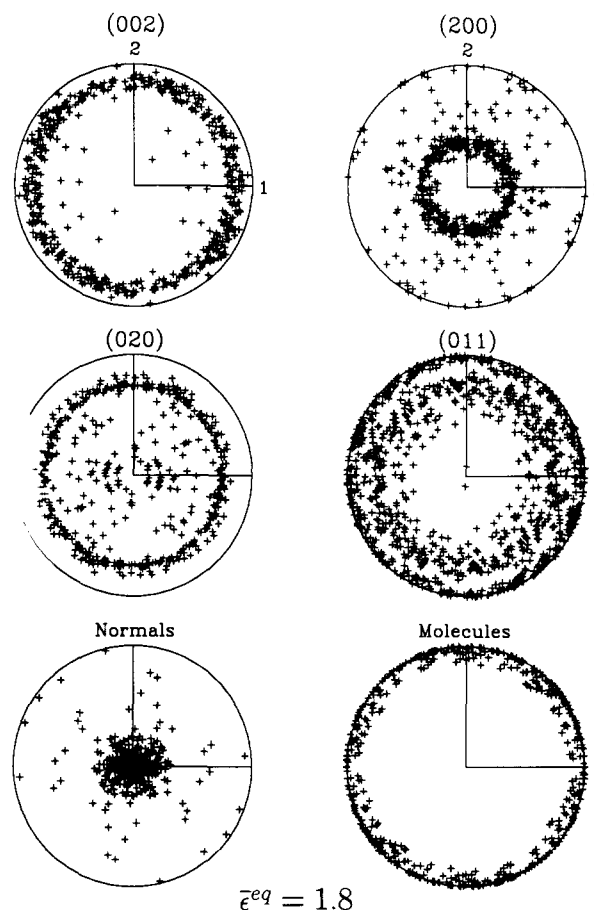 (002)
2
1
(200)
2
(020)
(011)
Normals
Molecules
ε̄^{eq} = 1.8